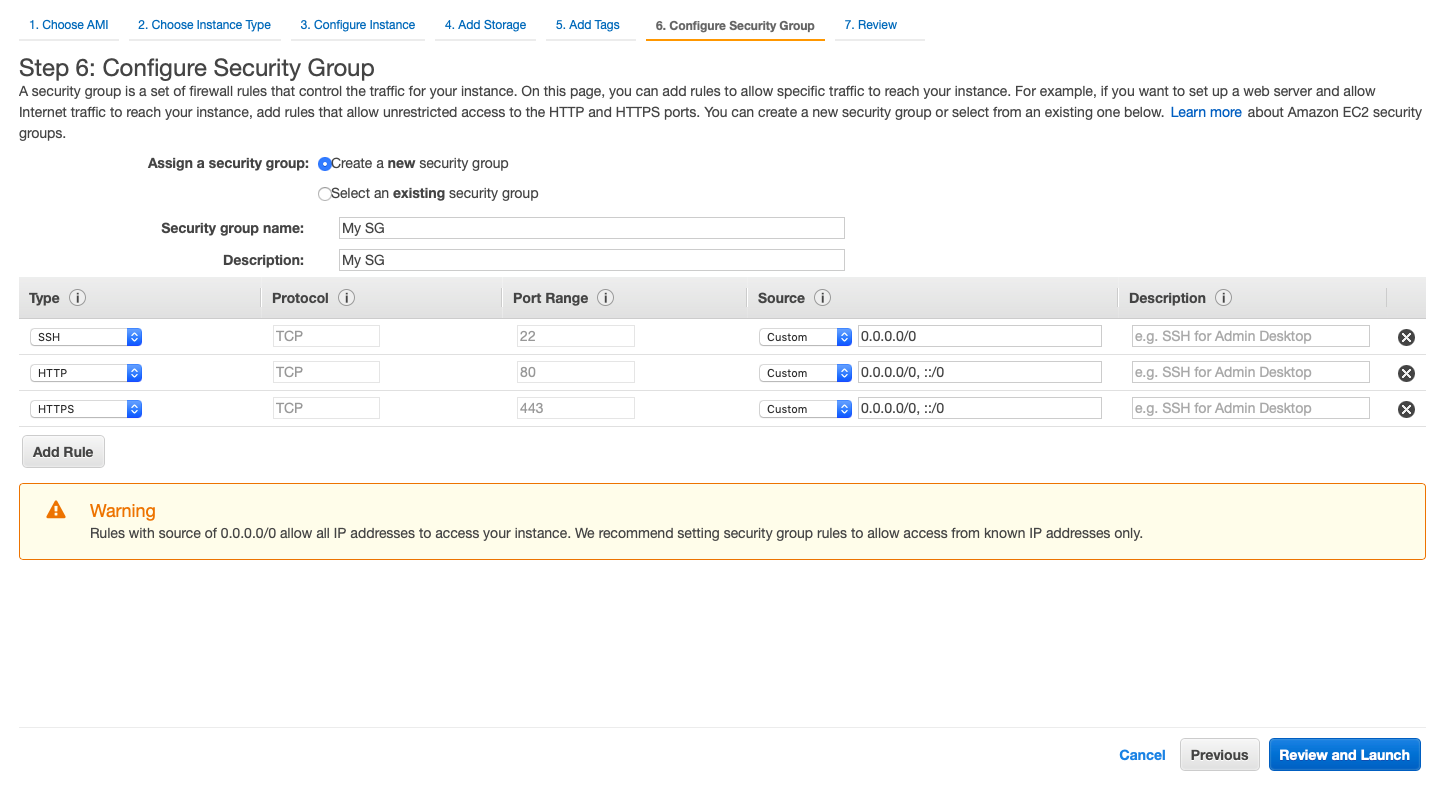 1. Choose AMI 2. Choose Instance Type 3. Configure Instance 4. Add Storage 5. Add Tags 6. Configure Security Group 7. Review
Step 6: Configure Security Group
A security group is a set of firewall rules that control the traffic for your instance. On this page, you can add rules to allow specific traffic to reach your instance. For example, if you want to set up a web server and allow
Internet traffic to reach your instance, add rules that allow unrestricted access to the HTTP and HTTPS ports. You can create a new security group or select from an existing one below. Learn more about Amazon EC2 security
groups.
Assign a security group: Create a new security group
Select an existing security group
Security group name: My SG
Description: My SG
Type i Protocol i Port Range i Source i Description i
SSH TCP 22 Custom 0.0.0.0/0 e.g. SSH for Admin Desktop
HTTP TCP 80 Custom 0.0.0.0/0, ::/0 e.g. SSH for Admin Desktop
HTTPS TCP 443 Custom 0.0.0.0/0, ::/0 e.g. SSH for Admin Desktop
Add Rule
Warning
Rules with source of 0.0.0.0/0 allow all IP addresses to access your instance. We recommend setting security group rules to allow access from known IP addresses only.
Cancel Previous Review and Launch